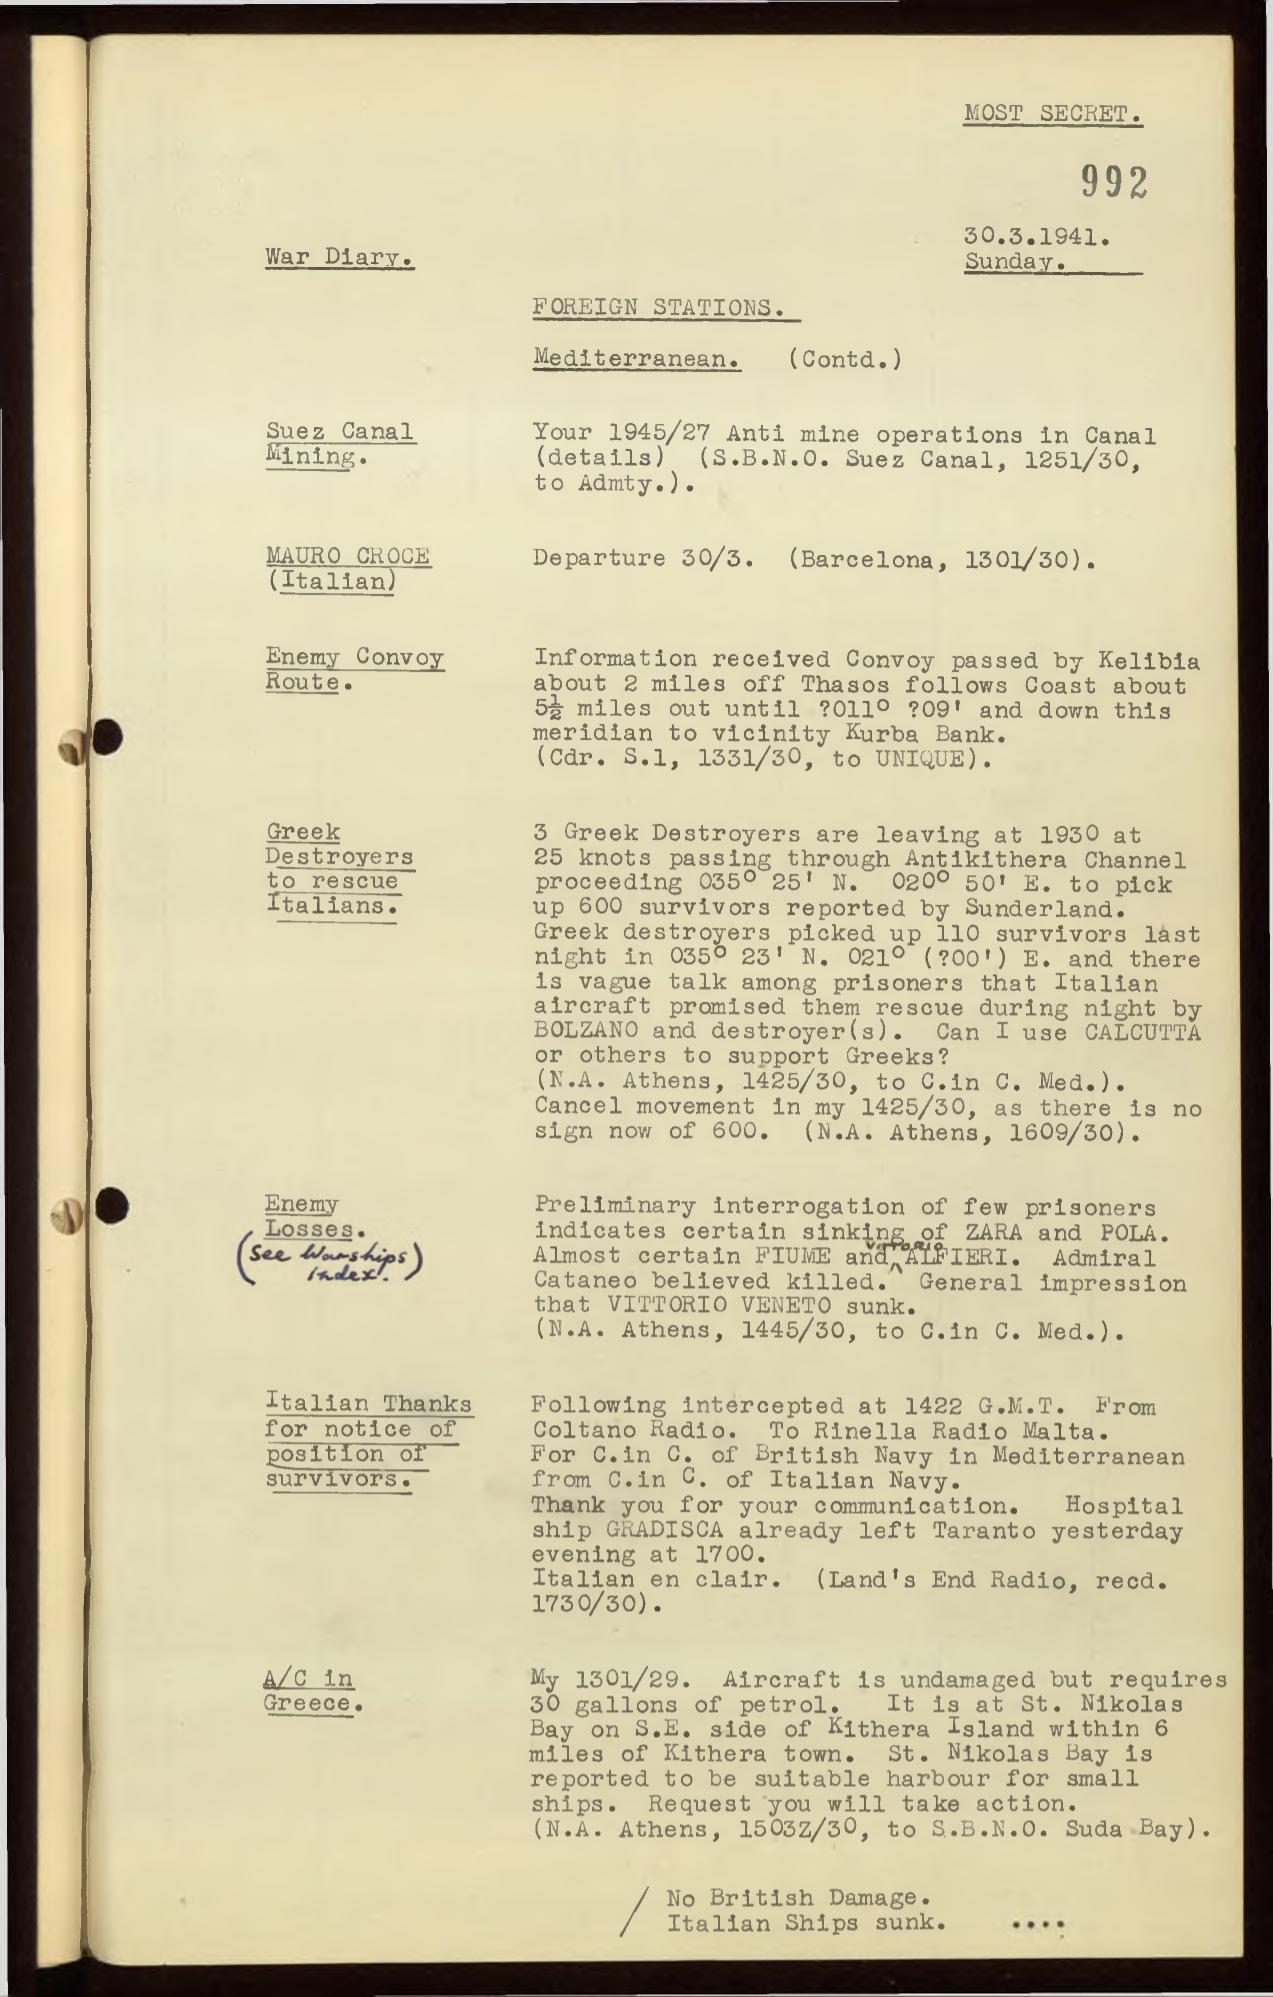 MOST SECRET.
992
30.3.1941.
War Diary.
Sunday.
FOREIGN STATIONS.
Mediterranean. (Contd.)
Suez Canal
Mining.
Your 1945/27 Anti mine operations in Canal
(details) (S.B.N.O. Suez Canal, 1251/30,
to Admty.).
MAURO CROCE
(Italian)
Departure 30/3. (Barcelona, 1301/30).
Enemy Convoy
Route.
Information received Convoy passed by Kelibia
about 2 miles off Thasos follows Coast about
5½ miles out until ?011° ?09' and down this
meridian to vicinity Kurba Bank.
(Cdr. S.1, 1331/30, to UNIQUE).
Greek
Destroyers
to rescue
Italians.
3 Greek Destroyers are leaving at 1930 at
25 knots passing through Antikithera Channel
proceeding 035° 25' N. 020° 50' E. to pick
up 600 survivors reported by Sunderland.
Greek destroyers picked up 110 survivors last
night in 035° 23' N. 021° (?00') E. and there
is vague talk among prisoners that Italian
aircraft promised them rescue during night by
BOLZANO and destroyer(s). Can I use CALCUTTA
or others to support Greeks?
(N.A. Athens, 1425/30, to C.in C. Med.).
Cancel movement in my 1425/30, as there is no
sign now of 600. (N.A. Athens, 1609/30).
Enemy
Losses.
(See Warships
Index.)
Preliminary interrogation of few prisoners
indicates certain sinking of ZARA and POLA.
VITTORIO
Almost certain FIUME and ALFIERI. Admiral
Cataneo believed killed. General impression
that VITTORIO VENETO sunk.
(N.A. Athens, 1445/30, to C.in C. Med.).
Italian Thanks
for notice of
position of
survivors.
Following intercepted at 1422 G.M.T. From
Coltano Radio. To Rinella Radio Malta.
For C.in C. of British Navy in Mediterranean
from C.in C. of Italian Navy.
Thank you for your communication. Hospital
ship GRADISCA already left Taranto yesterday
evening at 1700.
Italian en clair. (Land's End Radio, recd.
1730/30).
A/C in
Greece.
My 1301/29. Aircraft is undamaged but requires
30 gallons of petrol. It is at St. Nikolas
Bay on S.E. side of Kithera Island within 6
miles of Kithera town. St. Nikolas Bay is
reported to be suitable harbour for small
ships. Request you will take action.
(N.A. Athens, 1503Z/30, to S.B.N.O. Suda Bay).
/ No British Damage.
Italian Ships sunk. ....